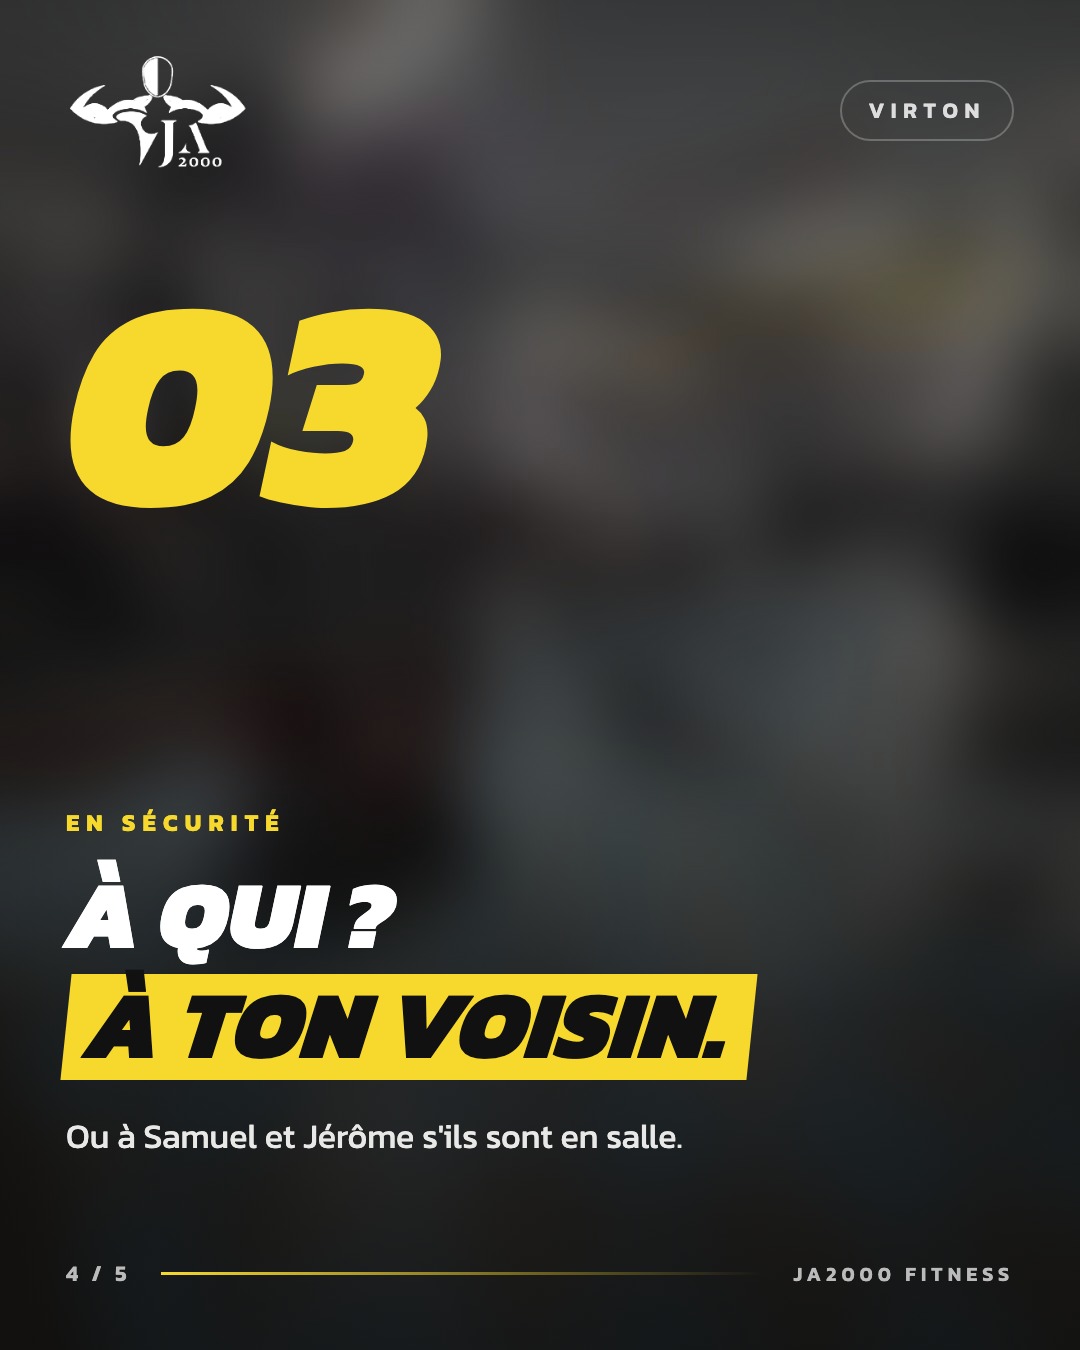 JA
2000
VIRTON
03
EN SÉCURITÉ
À QUI ?
À TON VOISIN.
Ou à Samuel et Jérôme s'ils sont en salle.
4 / 5
JA2000 FITNESS